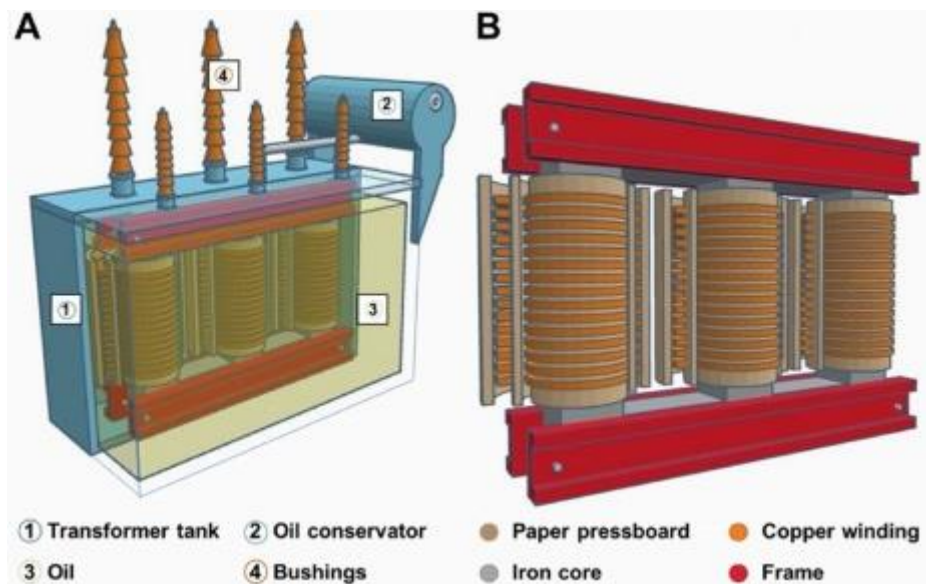 A
B
④
②
①
3
① Transformer tank
② Oil conservator
3 Oil
④ Bushings
Paper pressboard
Copper winding
Iron core
Frame